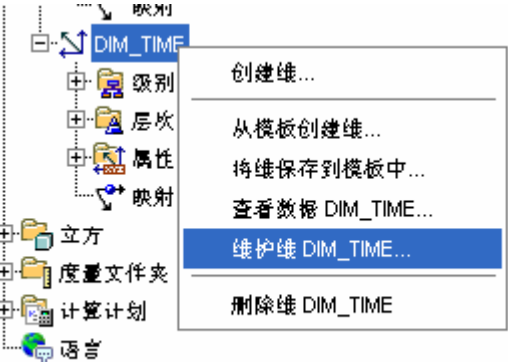 映射
DIM_TIME
级别
层次
属性
映射
立方
度量文件夹
计算计划
语言
创建维...
从模板创建维...
将维保存到模板中...
查看数据 DIM_TIME...
维护维 DIM_TIME...
删除维 DIM_TIME